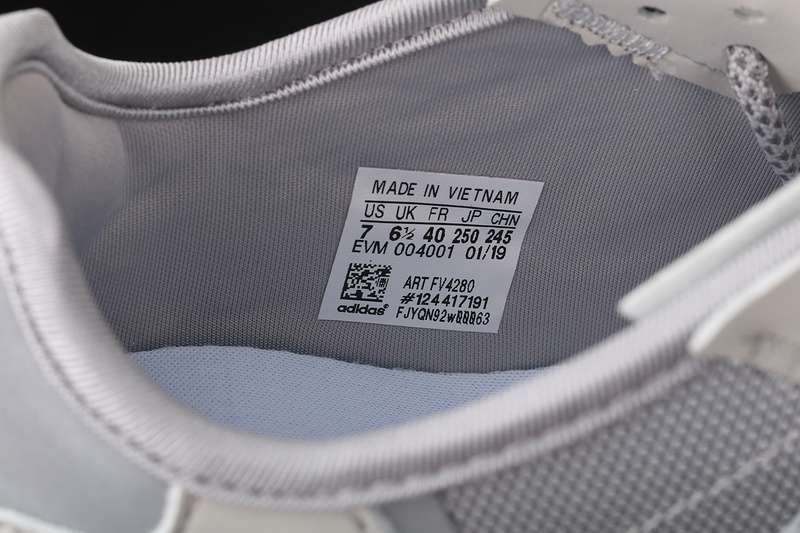 MADE IN VIETNAM
US UK FR JP CHN
7 6½ 40 250 245
EVM 004001 01/19
ART FV4280
#124417191
adidas®